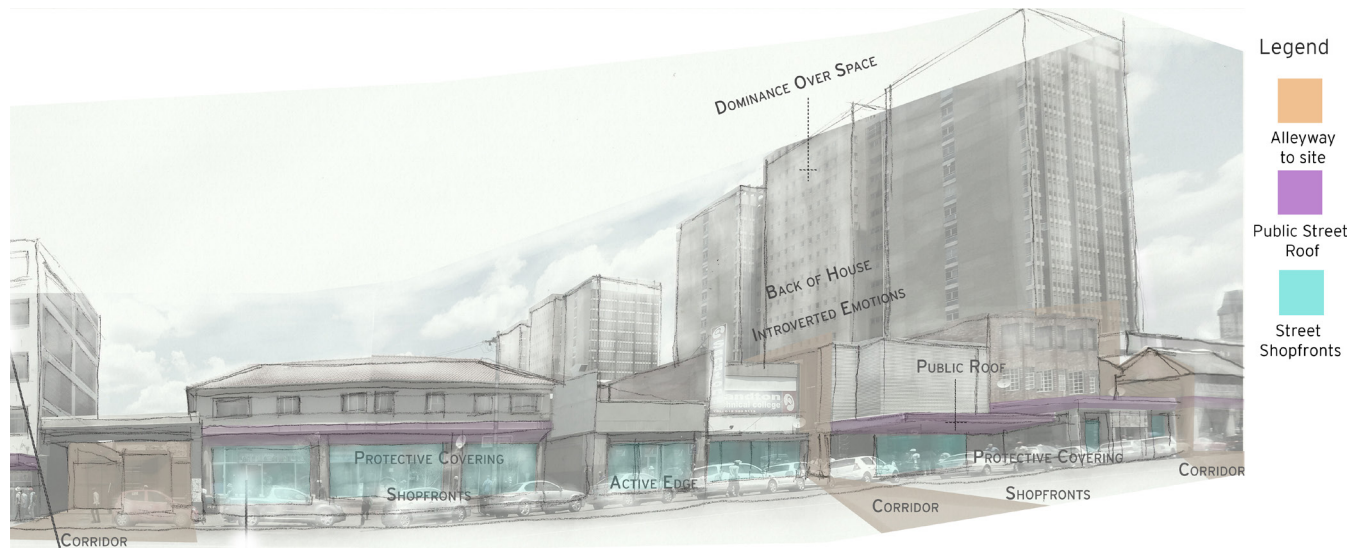 Dominance Over Space
Back of House
Introverted Emotions
Public Roof
Protective Covering
Shopfronts
Active Edge
Protective Covering
Shopfronts
Corridor
Corridor
Corridor
Legend
Alleyway
to site
Public Street
Roof
Street
Shopfronts